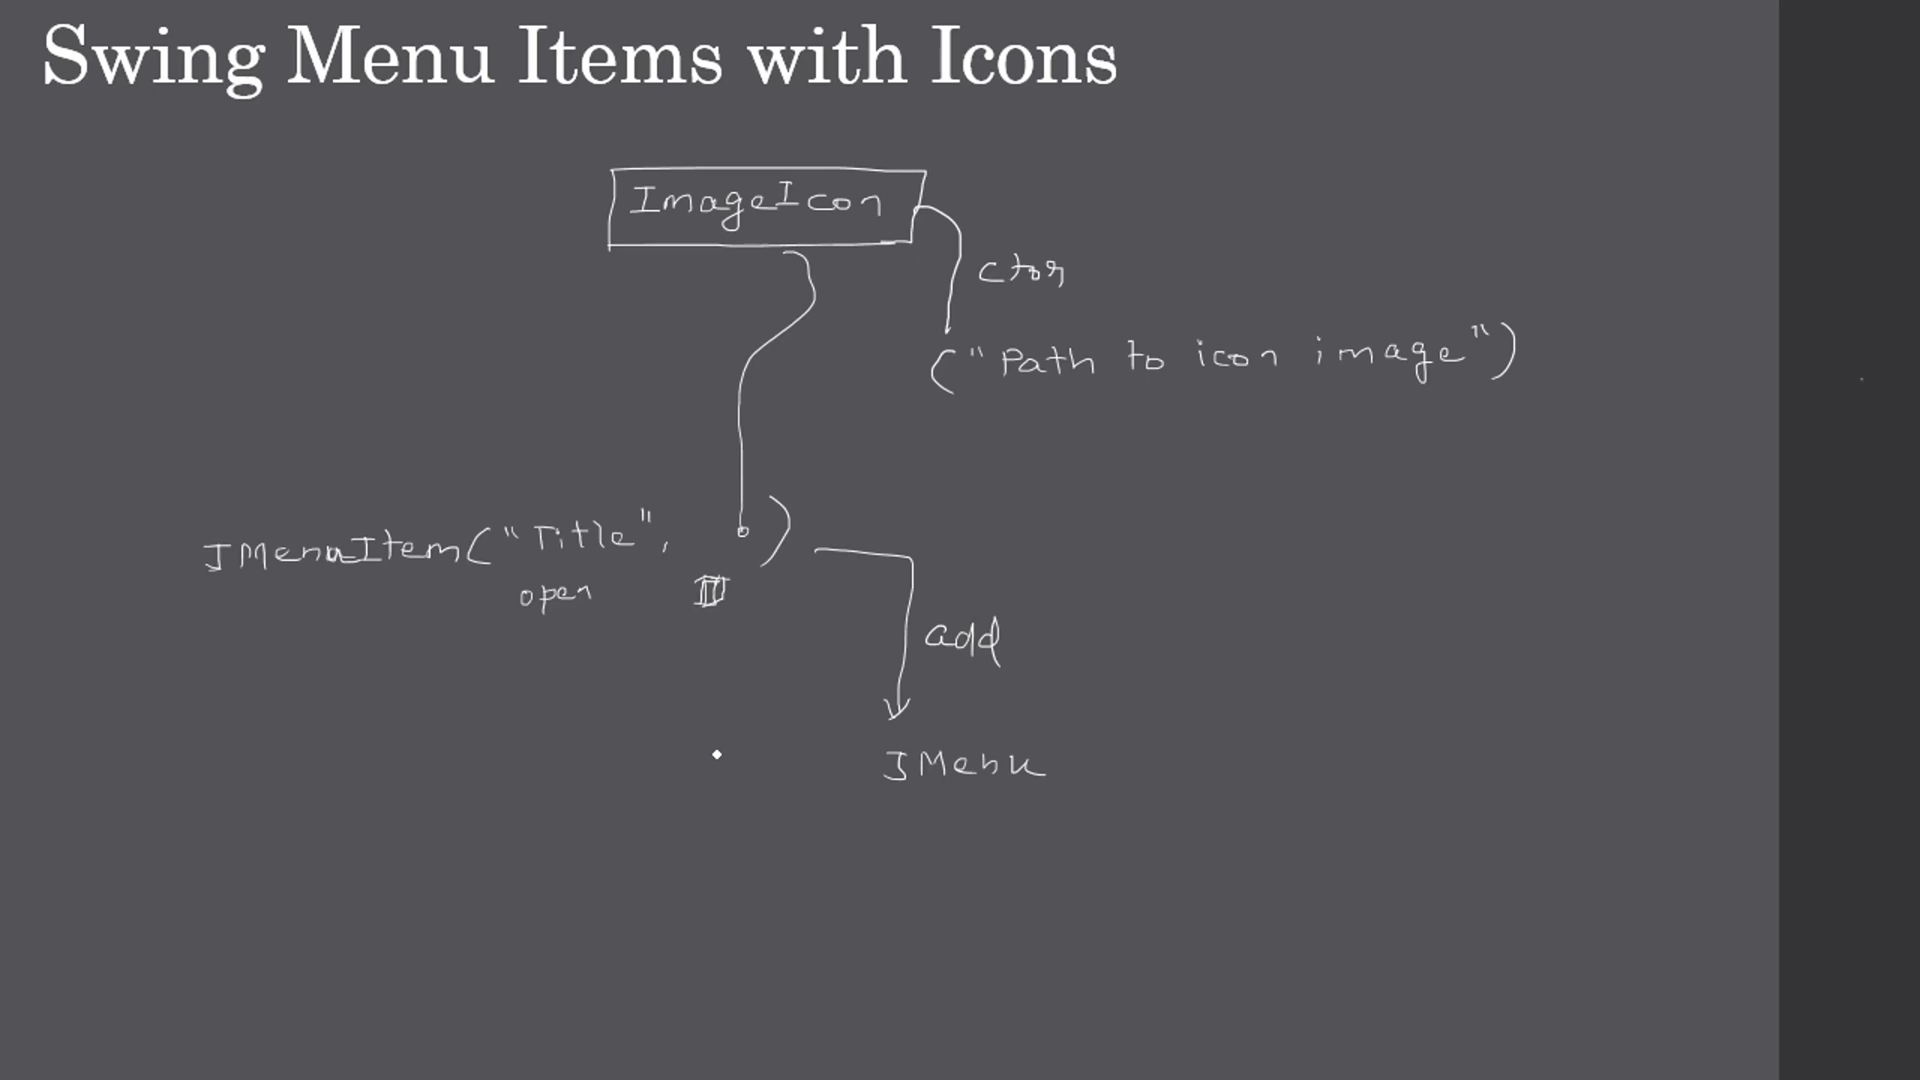 Swing Menu Items with Icons
ImageIcon
ctor
("Path to icon image")
JMenuItem("Title", )
open
add
JMenu